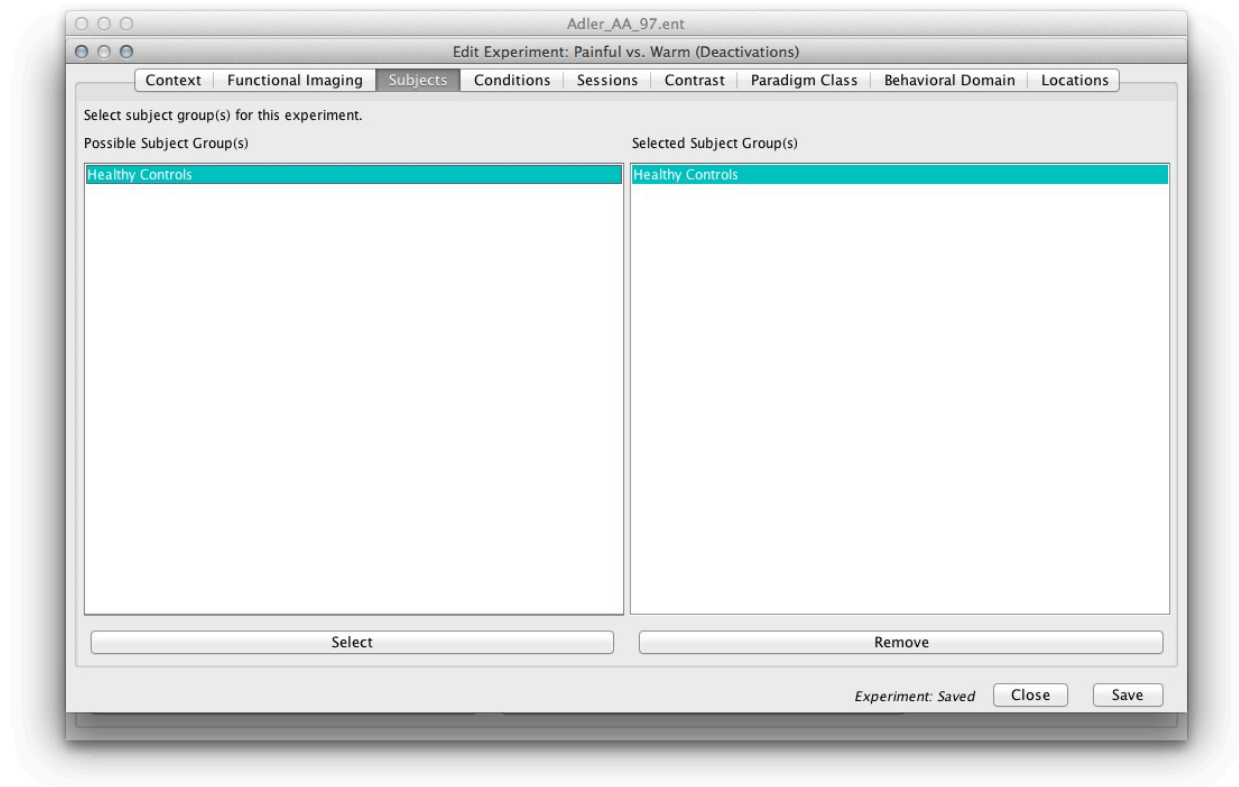 Adler_AA_97.ent
Edit Experiment: Painful vs. Warm (Deactivations)
Context Functional Imaging Subjects Conditions Sessions Contrast Paradigm Class Behavioral Domain Locations
Select subject group(s) for this experiment.
Possible Subject Group(s) Selected Subject Group(s)
Healthy Controls Healthy Controls
Select Remove
Experiment: Saved Close Save